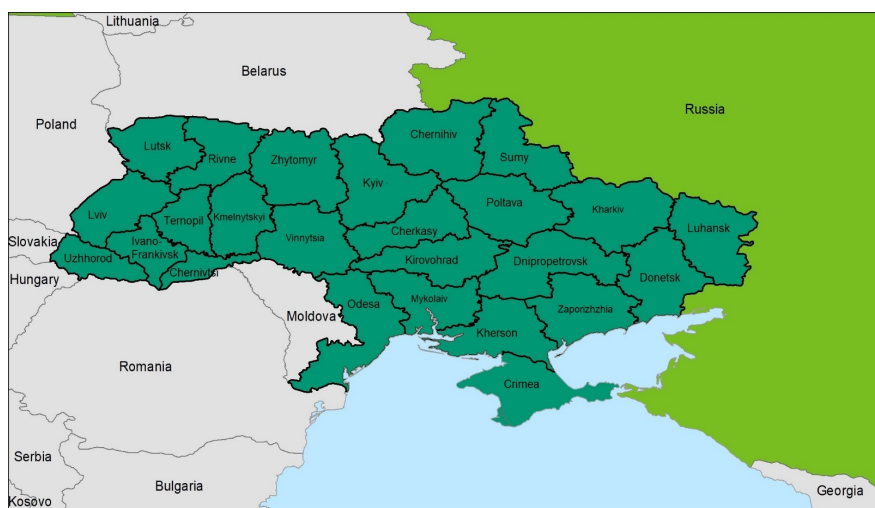 Lithuania
Belarus
Russia
Poland
Chernihiv
Lutsk
Rivne
Zhytomyr
Sumy
Kyiv
Poltava
Kharkiv
Lviv
Ternopil
Kmelnytskyi
Cherkasy
Luhansk
Slovakia
Ivano-
Frankivsk
Vinnytsia
Uzhhorod
Kirovohrad
Dnipropetrovsk
Chernivtsi
Donetsk
Hungary
Moldova
Odesa
Mykolaiv
Zaporizhzhia
Kherson
Romania
Crimea
Serbia
Bulgaria
Georgia
Kosovo